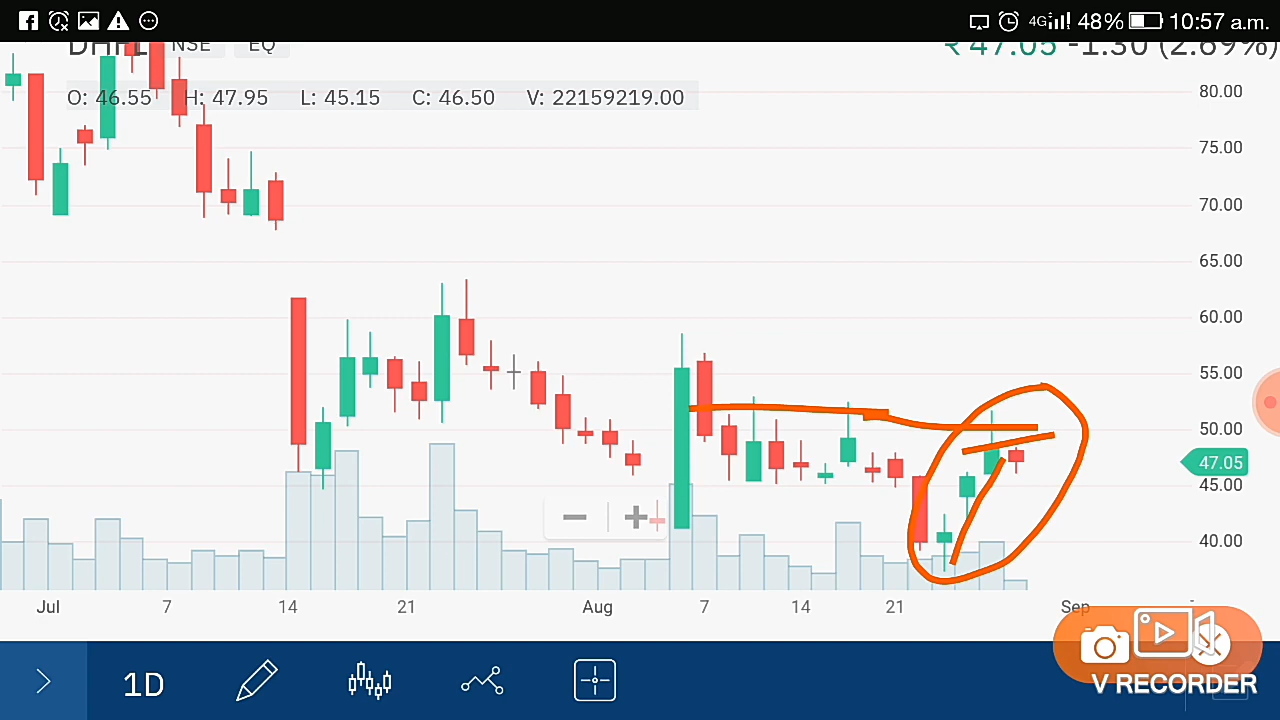 4G 48% 10:57 a.m.
DHFL NSE EQ ₹ 47.05 -1.30 (2.69%)
O: 46.55 H: 47.95 L: 45.15 C: 46.50 V: 22159219.00
80.00
75.00
70.00
65.00
60.00
55.00
50.00
47.05
45.00
40.00
Jul 7 14 21 Aug 7 14 21 Sep
1D
V RECORDER